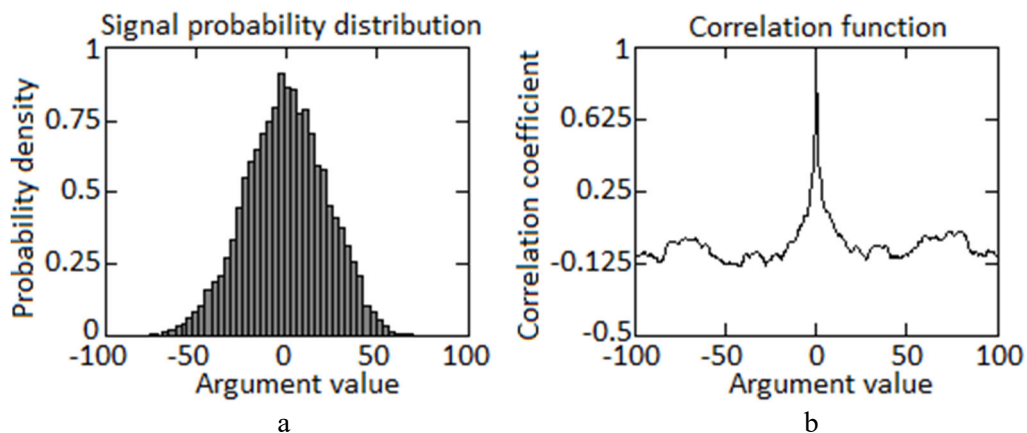 Signal probability distribution
Probability density
1
0.75
0.5
0.25
0
-100
-50
0
50
100
Argument value
a
Correlation function
Correlation coefficient
1
0.625
0.25
-0.125
-0.5
-100
-50
0
50
100
Argument value
b